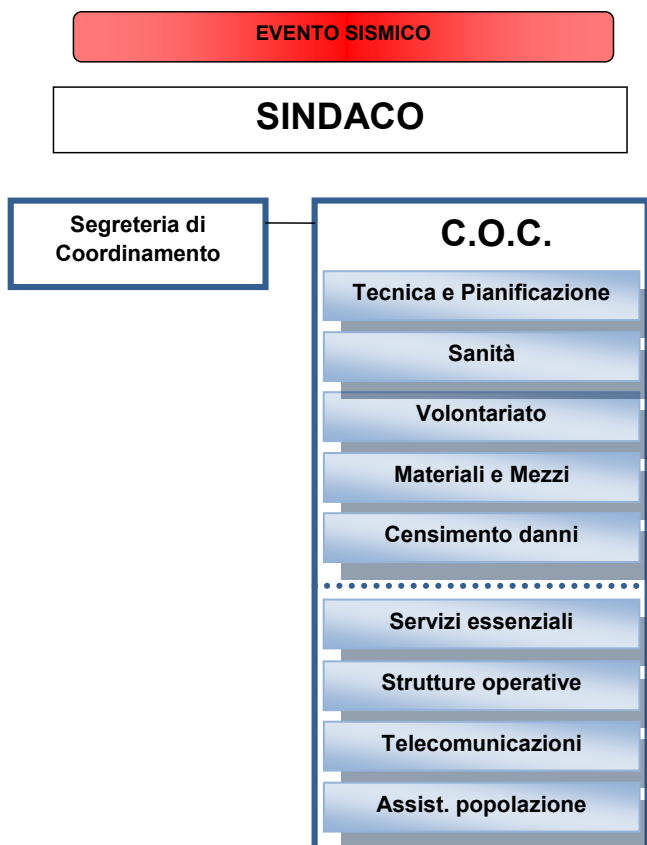 EVENTO SISMICO
SINDACO
Segreteria di
Coordinamento
C.O.C.
Tecnica e Pianificazione
Sanità
Volontariato
Materiali e Mezzi
Censimento danni
Servizi essenziali
Strutture operative
Telecomunicazioni
Assist. popolazione